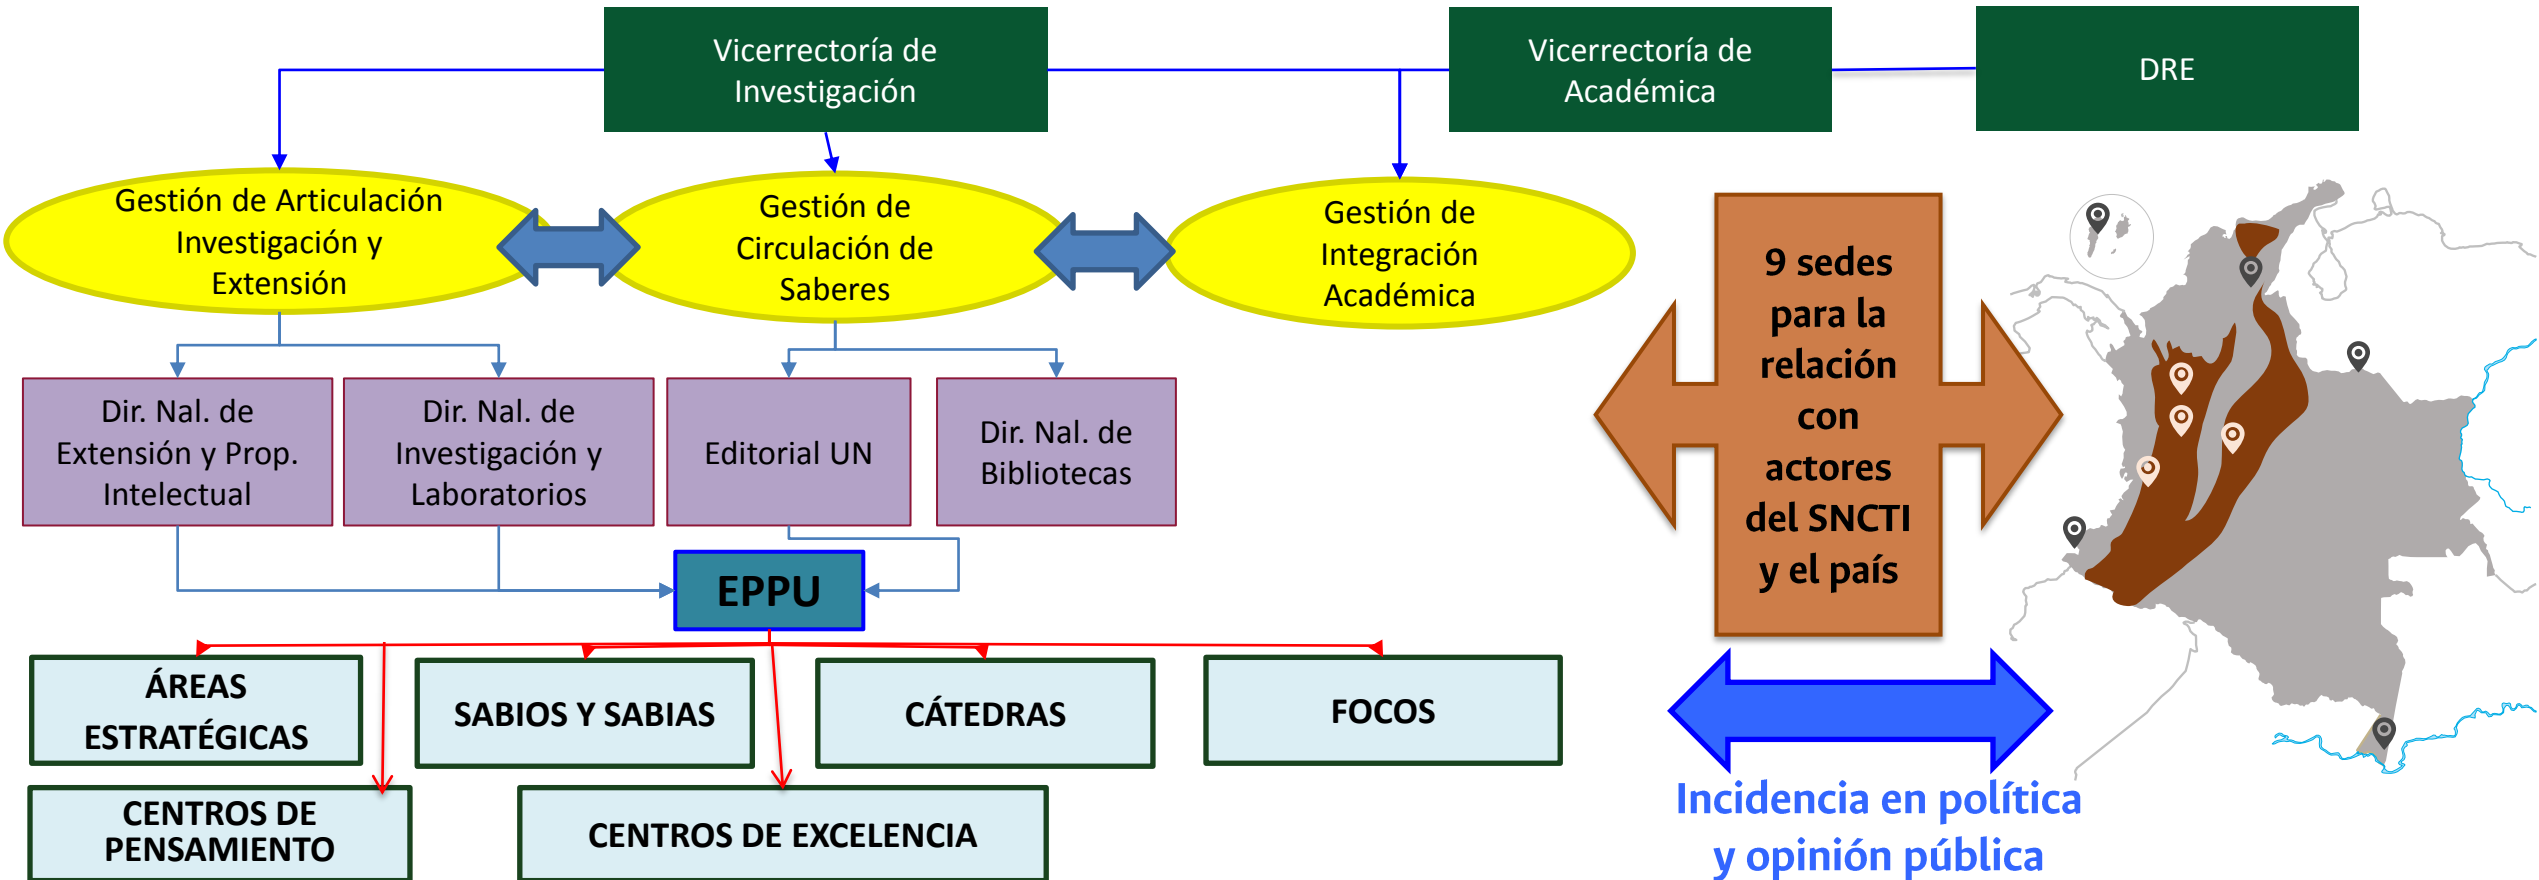 Vicerrectoría de
Investigación
Vicerrectoría de
Académica
DRE
Gestión de Articulación
Investigación y
Extensión
Gestión de
Circulación de
Saberes
Gestión de
Integración
Académica
Dir. Nal. de
Extensión y Prop.
Intelectual
Dir. Nal. de
Investigación y
Laboratorios
Editorial UN
Dir. Nal. de
Bibliotecas
EPPU
ÁREAS
ESTRATÉGICAS
SABIOS Y SABIAS
CÁTEDRAS
FOCOS
CENTROS DE
PENSAMIENTO
CENTROS DE EXCELENCIA
9 sedes
para la
relación
con
actores
del SNCTI
y el país
Incidencia en política
y opinión pública